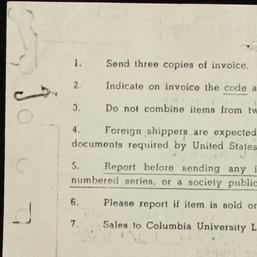 1. Send three copies of invoice.
2. Indicate on invoice the code a
3. Do not combine items from tw
4. Foreign shippers are expected
documents required by United States
5. Report before sending any i
numbered series, or a society public
6. Please report if item is sold or
7. Sales to Columbia University L